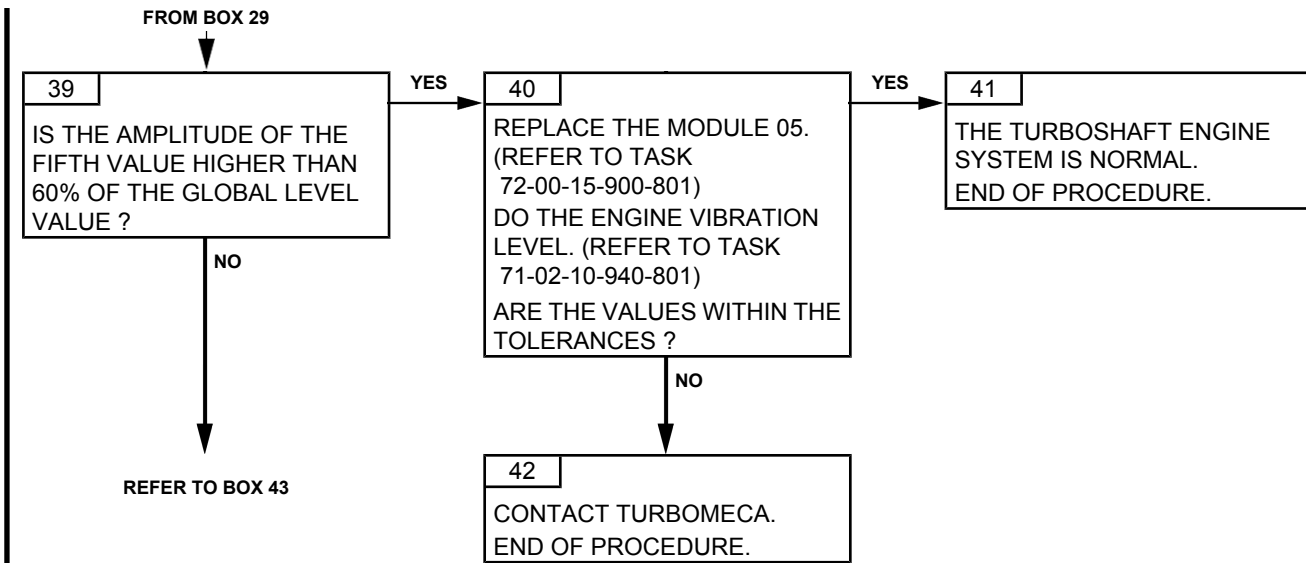 FROM BOX 29
39
IS THE AMPLITUDE OF THE
FIFTH VALUE HIGHER THAN
60% OF THE GLOBAL LEVEL
VALUE ?
YES
40
REPLACE THE MODULE 05.
(REFER TO TASK
72-00-15-900-801)
DO THE ENGINE VIBRATION
LEVEL. (REFER TO TASK
71-02-10-940-801)
ARE THE VALUES WITHIN THE
TOLERANCES ?
YES
41
THE TURBOSHAFT ENGINE
SYSTEM IS NORMAL.
END OF PROCEDURE.
NO
REFER TO BOX 43
NO
42
CONTACT TURBOMECA.
END OF PROCEDURE.